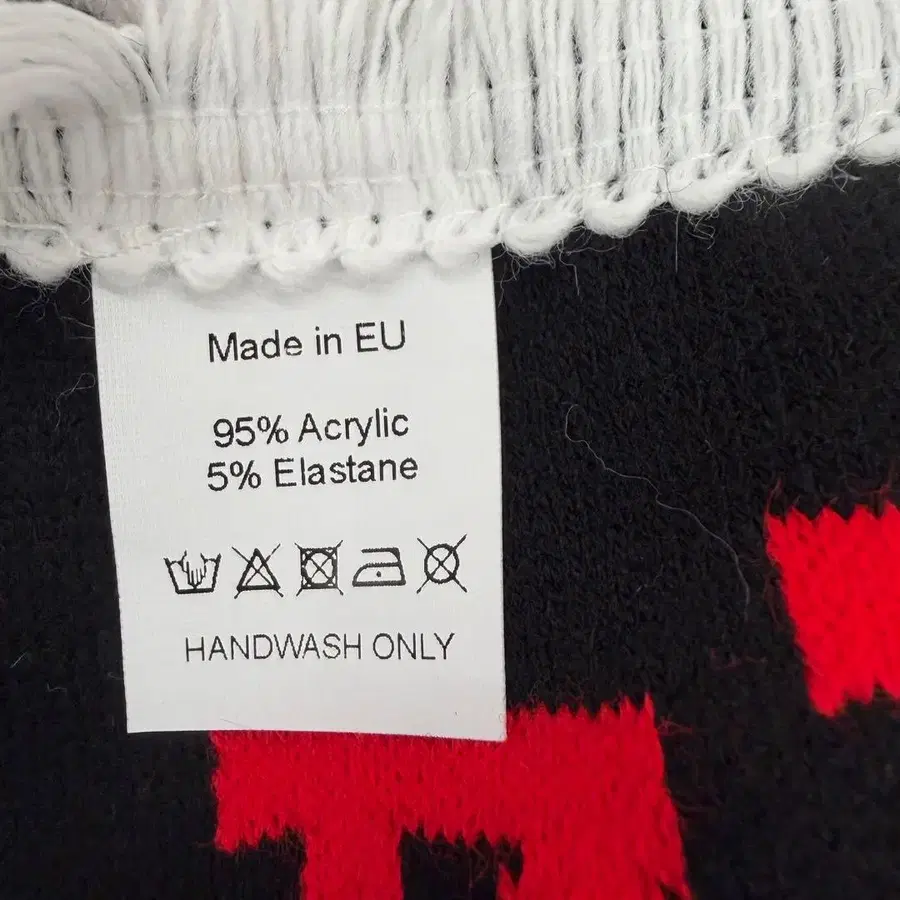 Made in EU
95% Acrylic
5% Elastane
HANDWASH ONLY